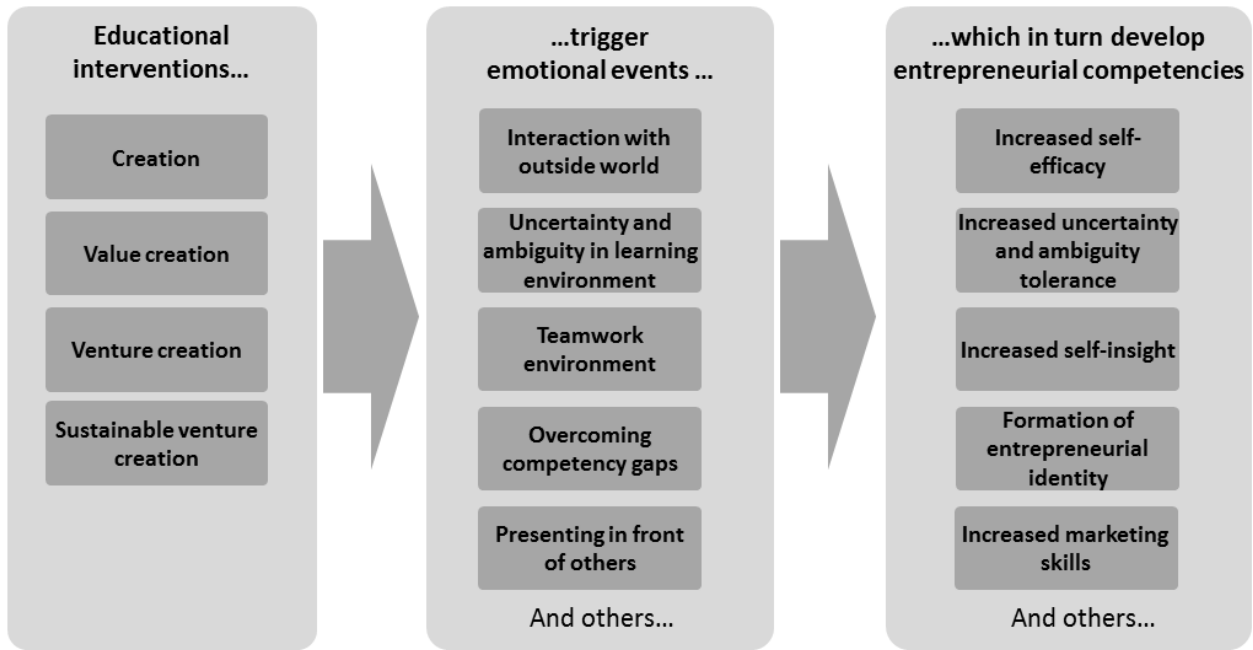 Educational
interventions…
Creation
Value creation
Venture creation
Sustainable venture
creation
…trigger
emotional events …
Interaction with
outside world
Uncertainty and
ambiguity in learning
environment
Teamwork
environment
Overcoming
competency gaps
Presenting in front
of others
And others…
…which in turn develop
entrepreneurial competencies
Increased self-
efficacy
Increased uncertainty
and ambiguity
tolerance
Increased self-insight
Formation of
entrepreneurial
identity
Increased marketing
skills
And others…